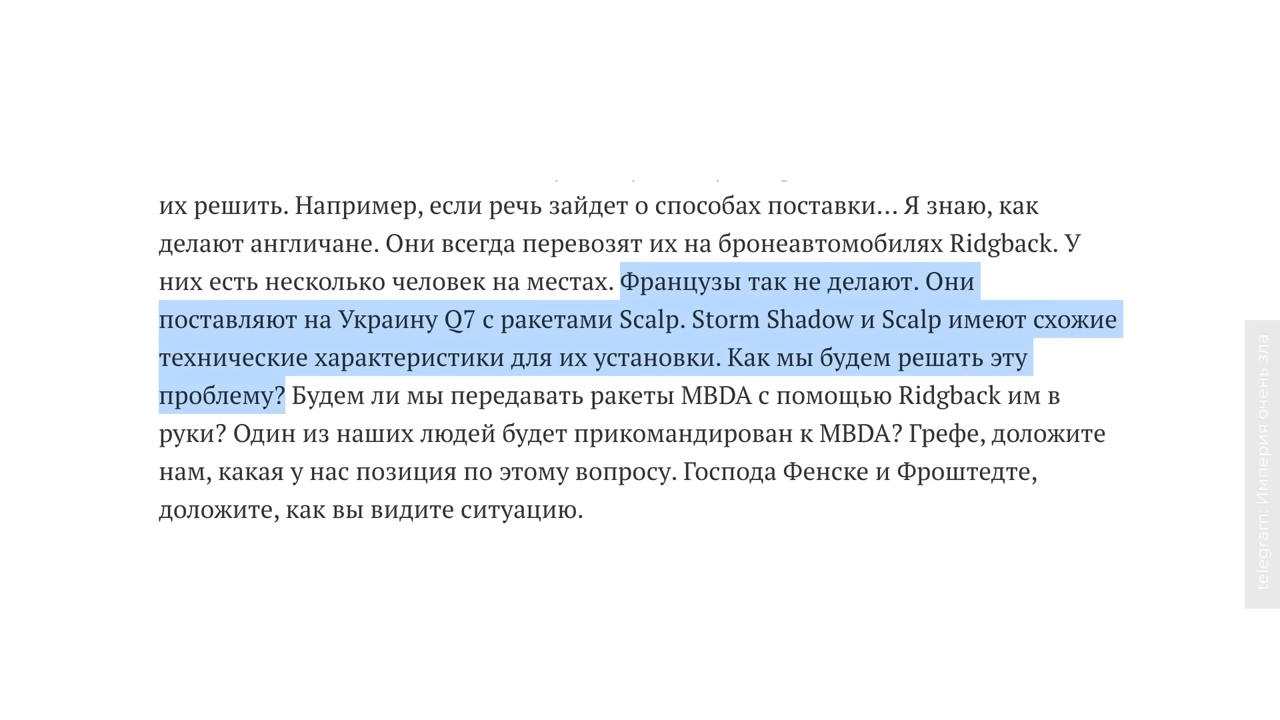 их решить. Например, если речь зайдет о способах поставки... Я знаю, как
делают англичане. Они всегда перевозят их на бронеавтомобилях Ridgback. У
них есть несколько человек на местах. Французы так не делают. Они
поставляют на Украину Q7 с ракетами Scalp. Storm Shadow и Scalp имеют схожие
технические характеристики для их установки. Как мы будем решать эту
проблему? Будем ли мы передавать ракеты MBDA с помощью Ridgback им в
руки? Один из наших людей будет прикомандирован к MBDA? Грефе, доложите
нам, какая у нас позиция по этому вопросу. Господа Фенске и Фроштедте,
доложите, как вы видите ситуацию.
telegram: Империя очень зла